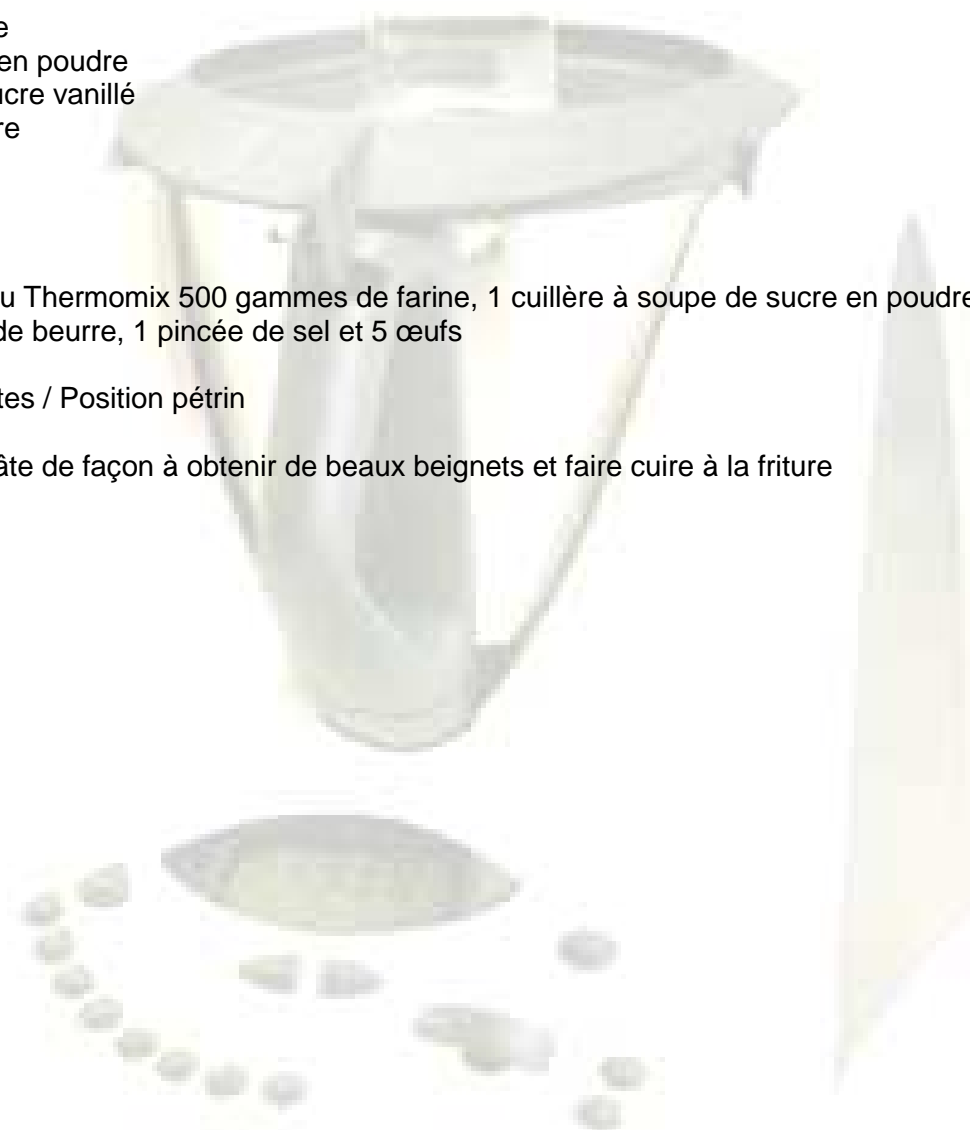 e
en poudre
ucre vanillé
re
u Thermomix 500 gammes de farine, 1 cuillère à soupe de sucre en poudre
de beurre, 1 pincée de sel et 5 œufs
tes / Position pétrin
âte de façon à obtenir de beaux beignets et faire cuire à la friture